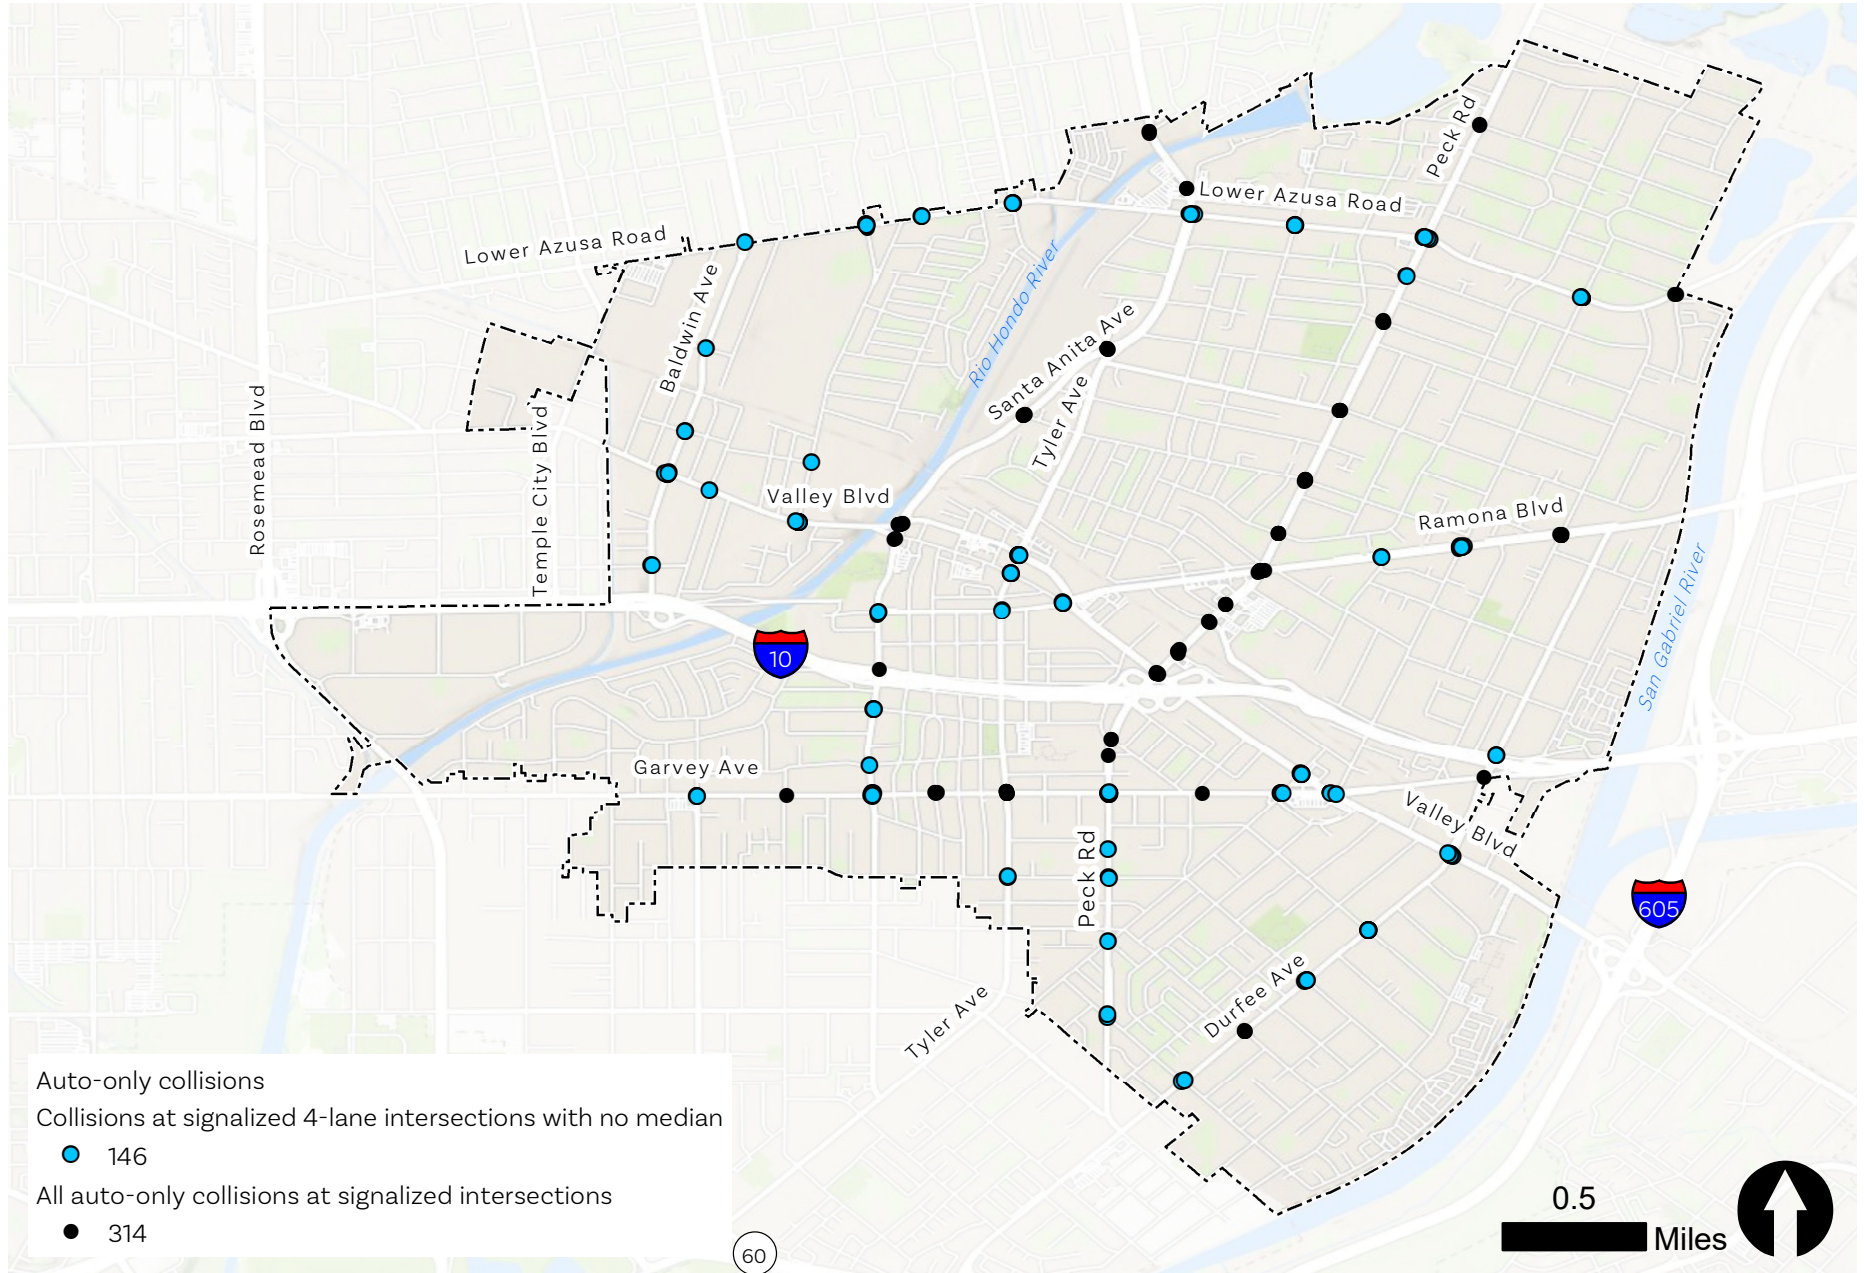 Peck Rd
Lower Azusa Road
Lower Azusa Road
Baldwin Ave
Rio Hondo River
Santa Anita Ave
Tyler Ave
Rosemead Blvd
Temple City Blvd
Valley Blvd
Ramona Blvd
San Gabriel River
10
Garvey Ave
Valley Blvd
Peck Rd
605
Durfee Ave
Tyler Ave
Auto-only collisions
Collisions at signalized 4-lane intersections with no median
146
All auto-only collisions at signalized intersections
314
60
0.5
Miles